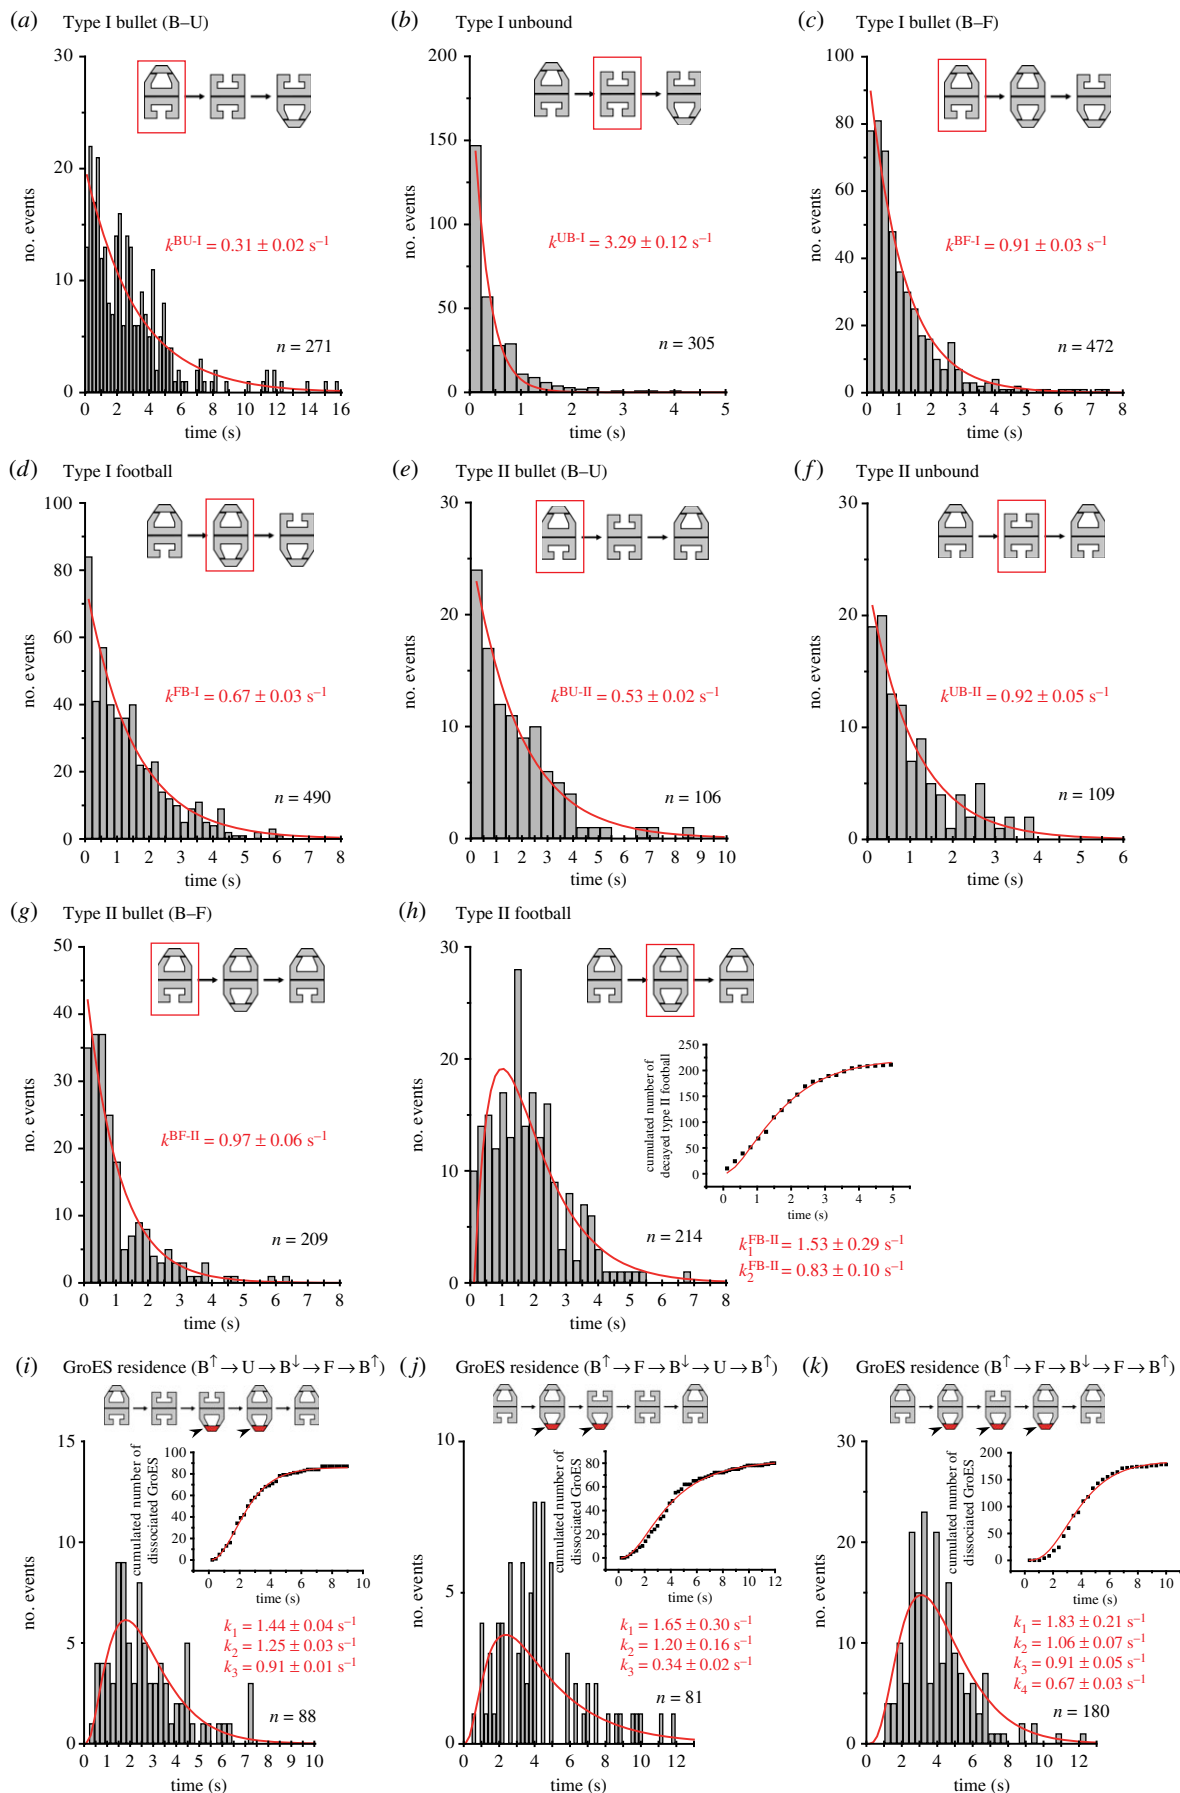 (a) Type I bullet (B–U)
30
20
10
0
no. events
k^BU-I = 0.31 ± 0.02 s⁻¹
n = 271
0 2 4 6 8 10 12 14 16
time (s)
(b) Type I unbound
200
150
100
50
0
no. events
k^UB-I = 3.29 ± 0.12 s⁻¹
n = 305
0 1 2 3 4 5
time (s)
(c) Type I bullet (B–F)
100
80
60
40
20
0
no. events
k^BF-I = 0.91 ± 0.03 s⁻¹
n = 472
0 1 2 3 4 5 6 7 8
time (s)
(d) Type I football
100
80
60
40
20
0
no. events
k^FB-I = 0.67 ± 0.03 s⁻¹
n = 490
0 1 2 3 4 5 6 7 8
time (s)
(e) Type II bullet (B–U)
30
20
10
0
no. events
k^BU-II = 0.53 ± 0.02 s⁻¹
n = 106
0 1 2 3 4 5 6 7 8 9 10
time (s)
(f) Type II unbound
30
20
10
0
no. events
k^UB-II = 0.92 ± 0.05 s⁻¹
n = 109
0 1 2 3 4 5 6
time (s)
(g) Type II bullet (B–F)
50
40
30
20
10
0
no. events
k^BF-II = 0.97 ± 0.06 s⁻¹
n = 209
0 1 2 3 4 5 6 7 8
time (s)
(h) Type II football
30
20
10
0
no. events
n = 214
0 1 2 3 4 5 6 7 8
time (s)
cumulated number of
decayed type II football
250
200
150
100
50
0
0 1 2 3 4 5
time (s)
k₁^FB-II = 1.53 ± 0.29 s⁻¹
k₂^FB-II = 0.83 ± 0.10 s⁻¹
(i) GroES residence (B↑→U→B↓→F→B↑)
15
10
5
0
no. events
cumulated number of
dissociated GroES
100
80
60
40
20
0
0 2 4 6 8 10
time (s)
k₁ = 1.44 ± 0.04 s⁻¹
k₂ = 1.25 ± 0.03 s⁻¹
k₃ = 0.91 ± 0.01 s⁻¹
n = 88
0 1 2 3 4 5 6 7 8 9 10
time (s)
(j) GroES residence (B↑→F→B↓→U→B↑)
10
5
0
no. events
cumulated number of
dissociated GroES
100
80
60
40
20
0
0 2 4 6 8 10 12
time (s)
k₁ = 1.65 ± 0.30 s⁻¹
k₂ = 1.20 ± 0.16 s⁻¹
k₃ = 0.34 ± 0.02 s⁻¹
n = 81
0 2 4 6 8 10 12
time (s)
(k) GroES residence (B↑→F→B↓→F→B↑)
30
20
10
0
no. events
cumulated number of
dissociated GroES
200
150
100
50
0
0 2 4 6 8 10
time (s)
k₁ = 1.83 ± 0.21 s⁻¹
k₂ = 1.06 ± 0.07 s⁻¹
k₃ = 0.91 ± 0.05 s⁻¹
k₄ = 0.67 ± 0.03 s⁻¹
n = 180
0 2 4 6 8 10 12
time (s)